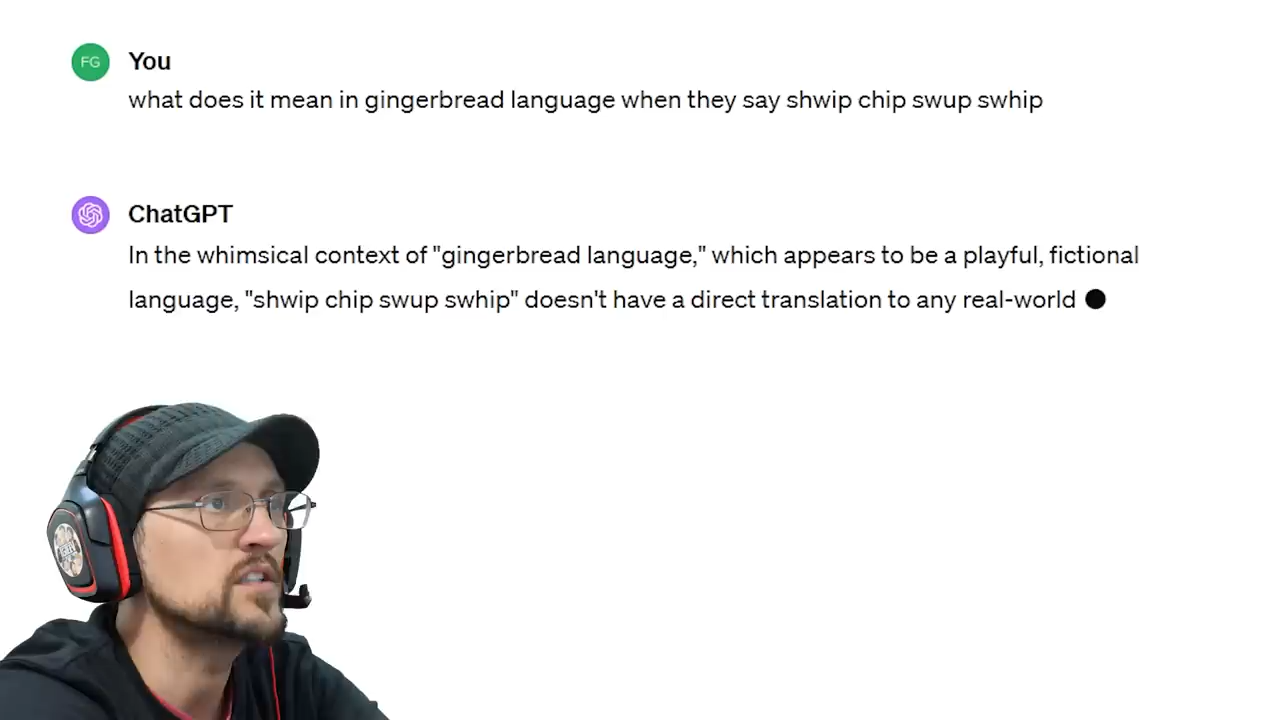 FG
You
what does it mean in gingerbread language when they say shwip chip swup swhip
ChatGPT
In the whimsical context of "gingerbread language," which appears to be a playful, fictional
language, "shwip chip swup swhip" doesn't have a direct translation to any real-world